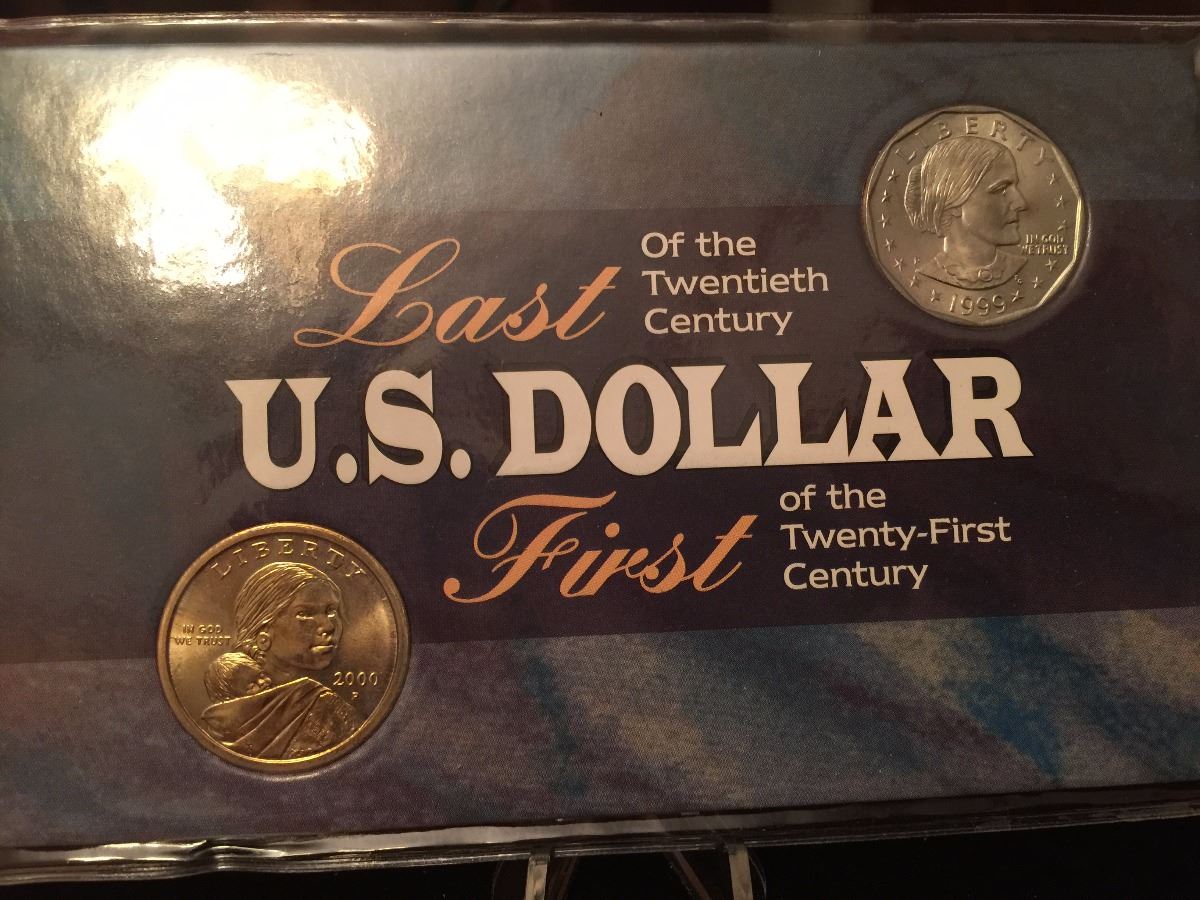 LIBERTY
IN GOD
WE TRUST
1999
Last
Of the
Twentieth
Century
U.S. DOLLAR
First
of the
Twenty-First
Century
LIBERTY
IN GOD
WE TRUST
2000
P